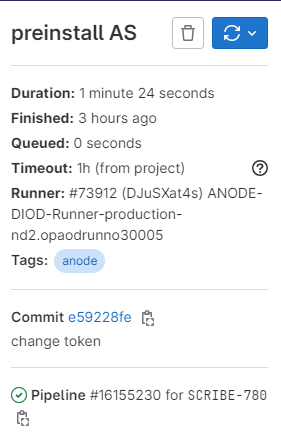 preinstall AS
Duration: 1 minute 24 seconds
Finished: 3 hours ago
Queued: 0 seconds
Timeout: 1h (from project)
Runner: #73912 (DJuSXat4s) ANODE-
DIOD-Runner-production-
nd2.opaodrunno30005
Tags: anode
Commit e59228fe
change token
Pipeline #16155230 for SCRIBE-780